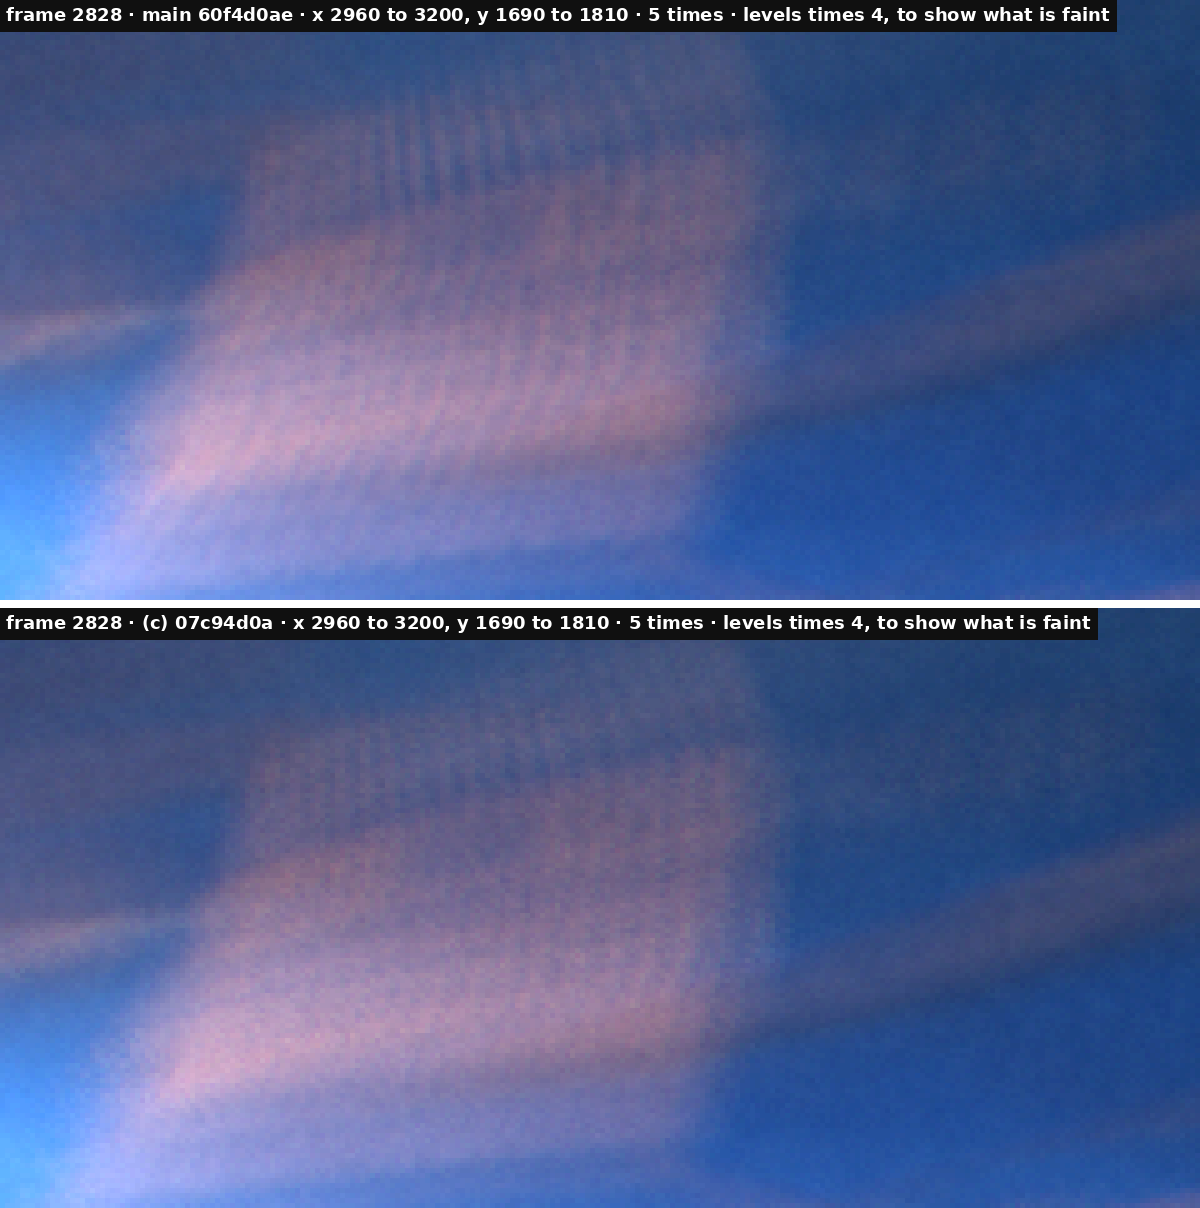 frame 2828 · main 60f4d0ae · x 2960 to 3200, y 1690 to 1810 · 5 times · levels times 4, to show what is faint
frame 2828 · (c) 07c94d0a · x 2960 to 3200, y 1690 to 1810 · 5 times · levels times 4, to show what is faint